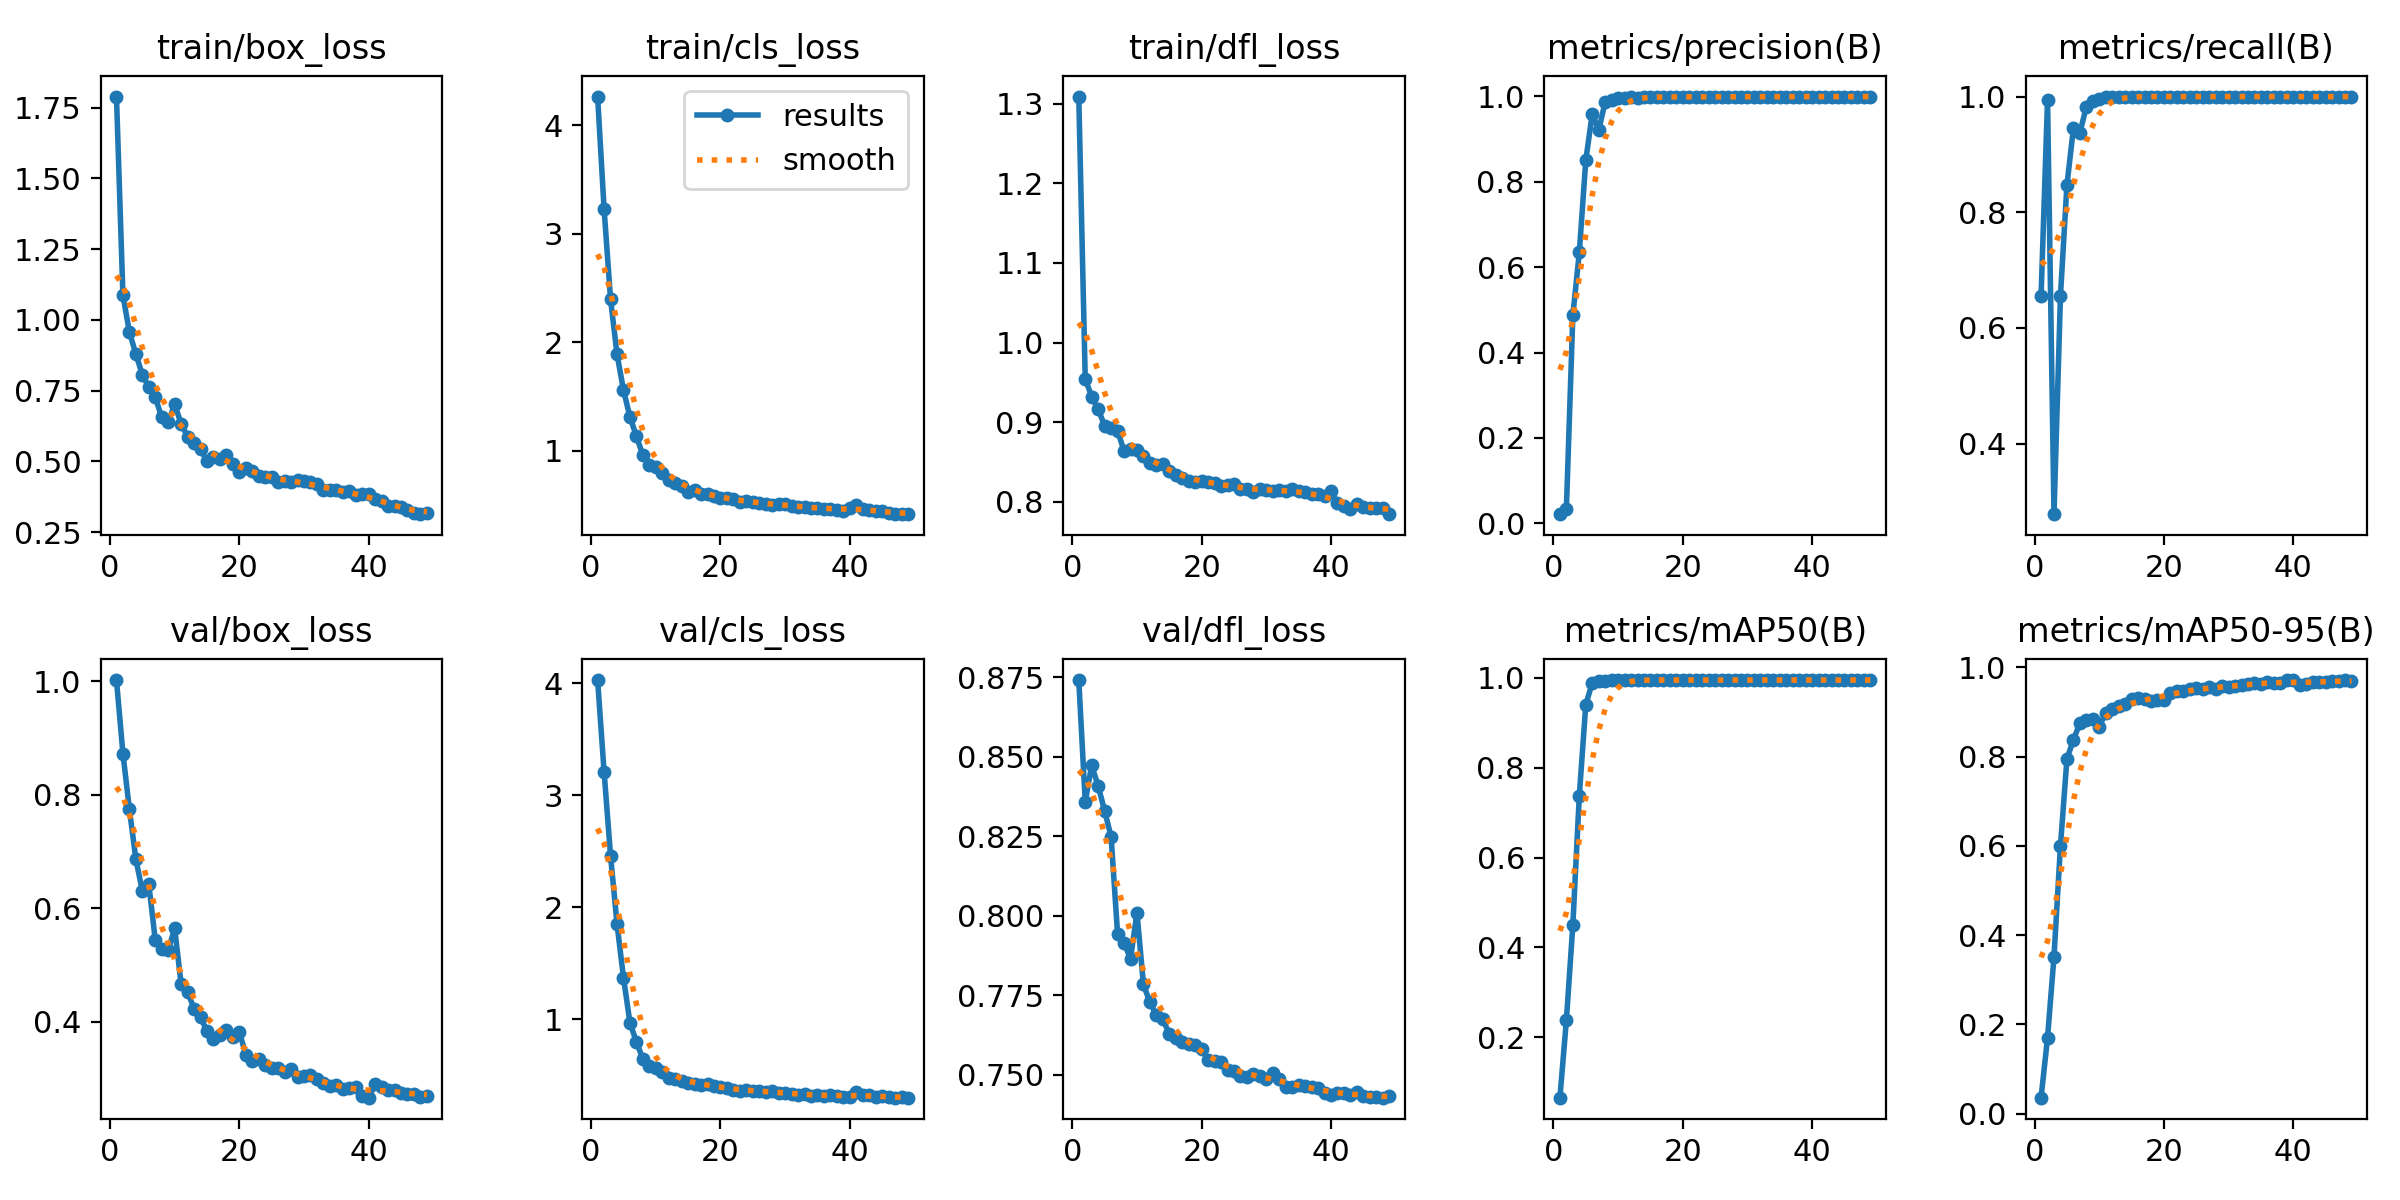 train/box_loss
train/cls_loss
train/dfl_loss
metrics/precision(B)
metrics/recall(B)
1.75
1.50
1.25
1.00
0.75
0.50
0.25
0 20 40
results
smooth
4
3
2
1
0 20 40
1.3
1.2
1.1
1.0
0.9
0.8
0 20 40
1.0
0.8
0.6
0.4
0.2
0.0
0 20 40
1.0
0.8
0.6
0.4
0 20 40
val/box_loss
val/cls_loss
val/dfl_loss
metrics/mAP50(B)
metrics/mAP50-95(B)
1.0
0.8
0.6
0.4
0 20 40
4
3
2
1
0 20 40
0.875
0.850
0.825
0.800
0.775
0.750
0 20 40
1.0
0.8
0.6
0.4
0.2
0 20 40
1.0
0.8
0.6
0.4
0.2
0.0
0 20 40